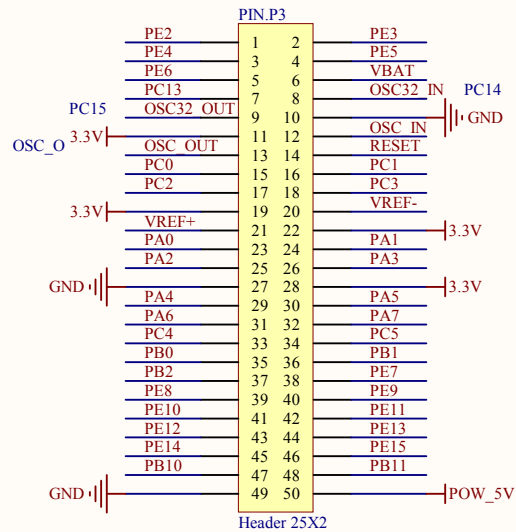 PIN.P3
PE2 1 2 PE3
PE4 3 4 PE5
PE6 5 6 VBAT
PC13 7 8 OSC32_IN PC14
PC15 OSC32_OUT 9 10 GND
3.3V 11 12 OSC_IN
OSC_O OSC_OUT 13 14 RESET
PC0 15 16 PC1
PC2 17 18 PC3
3.3V 19 20 VREF-
VREF+ 21 22 3.3V
PA0 23 24 PA1
PA2 25 26 PA3
GND 27 28 3.3V
PA4 29 30 PA5
PA6 31 32 PA7
PC4 33 34 PC5
PB0 35 36 PB1
PB2 37 38 PE7
PE8 39 40 PE9
PE10 41 42 PE11
PE12 43 44 PE13
PE14 45 46 PE15
PB10 47 48 PB11
GND 49 50 POW_5V
Header 25X2